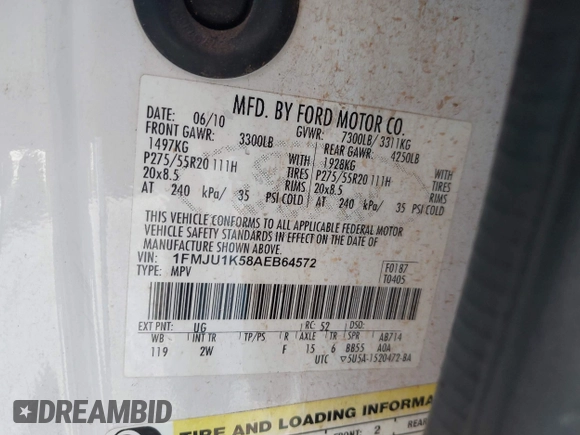 MFD. BY FORD MOTOR CO.
DATE: 06/10 GVWR: 7300LB/ 3311KG
FRONT GAWR: 3300LB REAR GAWR: 4250LB
1497KG WITH 1928KG WITH
P275/55R20 111H TIRES P275/55R20 111H TIRES
20x8.5 RIMS 20x8.5 RIMS
AT 240 kPa/ 35 PSI COLD AT 240 kPa/ 35 PSI COLD
THIS VEHICLE CONFORMS TO ALL APPLICABLE FEDERAL MOTOR
VEHICLE SAFETY STANDARDS IN EFFECT ON THE DATE OF
MANUFACTURE SHOWN ABOVE.
VIN: 1FMJU1K58AEB64572
TYPE: MPV
F0187
T0405
EXT PNT: UG RC: 52 DSO:
WB INT TR TP/PS R AXLE TR SPR AB714
119 2W F 15 6 BB55 A0A
UTC ▽5U5A-1520472-BA
TIRE AND LOADING INFORMA
FRONT: 2 REAR
DREAMBID